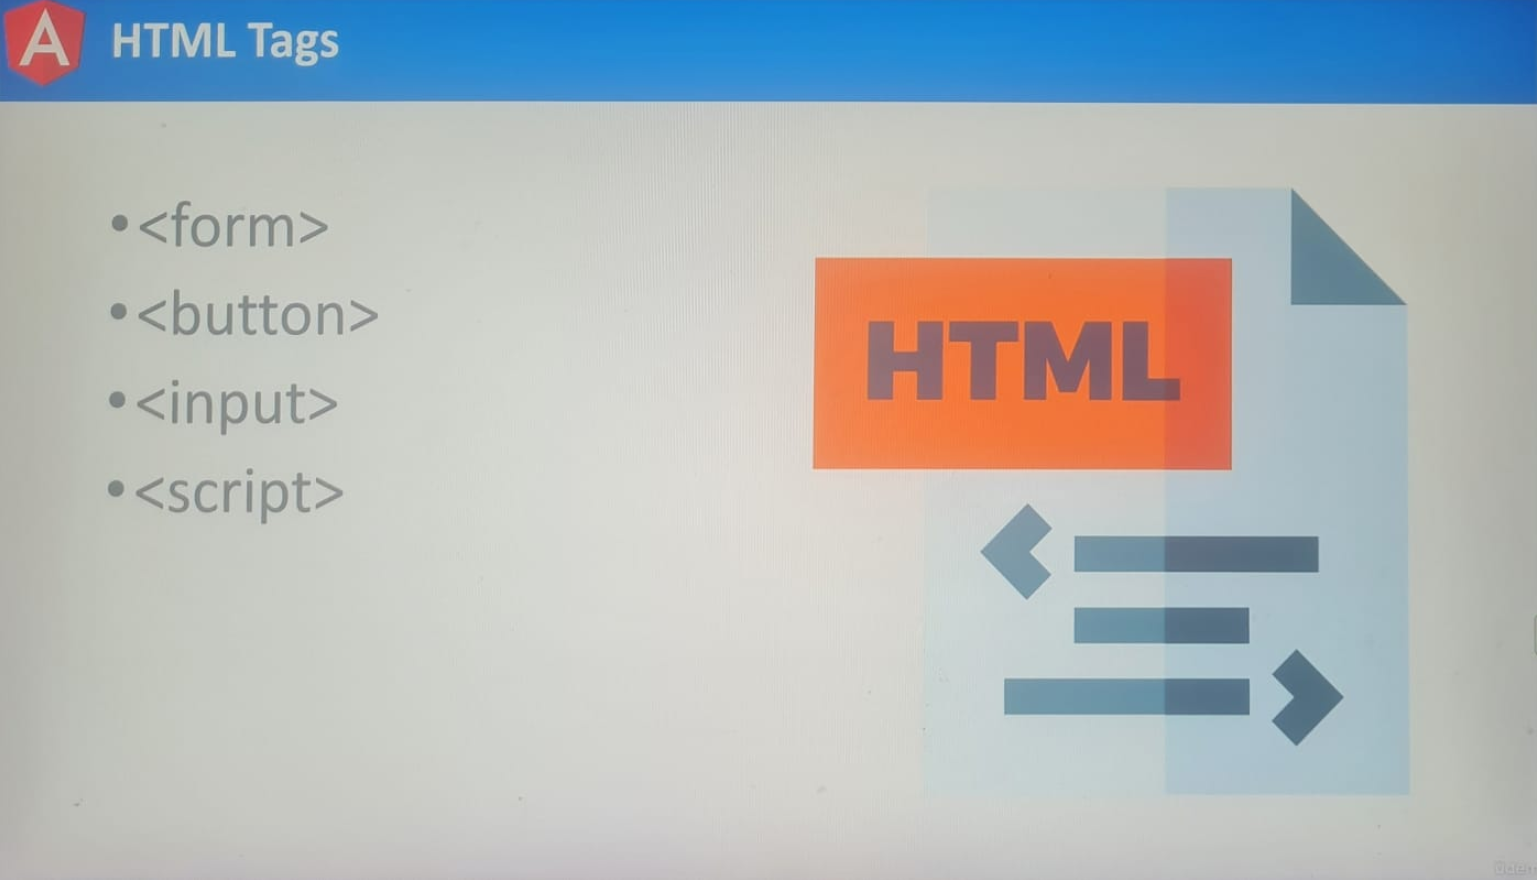 HTML Tags
•<form>
•<button>
•<input>
•<script>
HTML